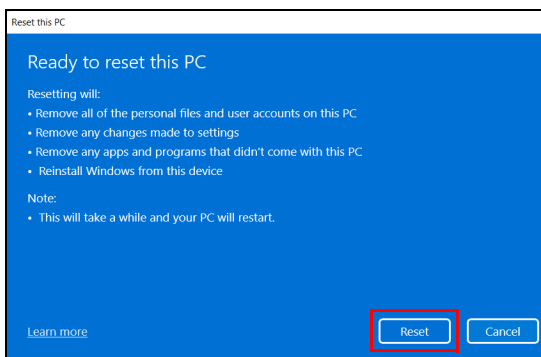 Reset this PC
Ready to reset this PC
Resetting will:
• Remove all of the personal files and user accounts on this PC
• Remove any changes made to settings
• Remove any apps and programs that didn't come with this PC
• Reinstall Windows from this device
Note:
• This will take a while and your PC will restart.
Learn more
Reset
Cancel